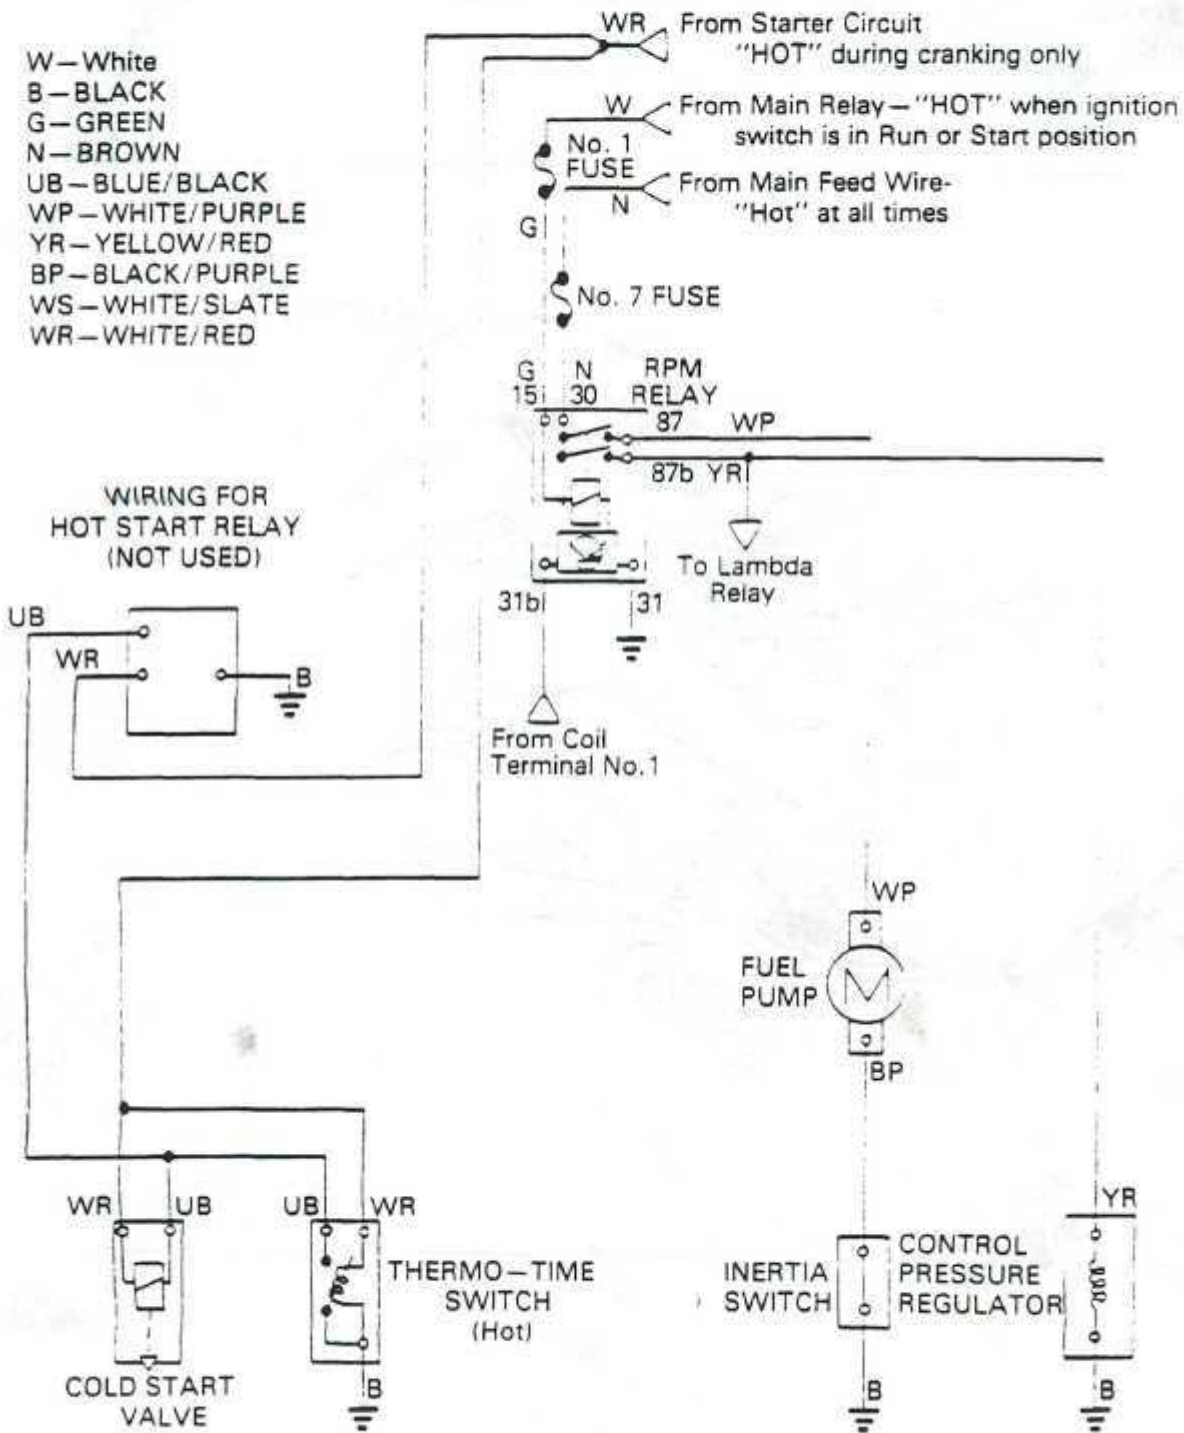 WR
From Starter Circuit
"HOT" during cranking only
W—White
B—BLACK
G—GREEN
N—BROWN
UB—BLUE/BLACK
WP—WHITE/PURPLE
YR—YELLOW/RED
BP—BLACK/PURPLE
WS—WHITE/SLATE
WR—WHITE/RED
W
From Main Relay—"HOT" when ignition
switch is in Run or Start position
No. 1
FUSE
From Main Feed Wire-
"Hot" at all times
N
G
No. 7 FUSE
G
15
N
30
RPM
RELAY
87
WP
87b
YR
To Lambda
Relay
31b
31
From Coil
Terminal No.1
WIRING FOR
HOT START RELAY
(NOT USED)
UB
WR
B
WP
FUEL
PUMP
M
BP
WR
UB
UB
WR
COLD START
VALVE
THERMO—TIME
SWITCH
(Hot)
B
INERTIA
SWITCH
B
CONTROL
PRESSURE
REGULATOR
YR
B